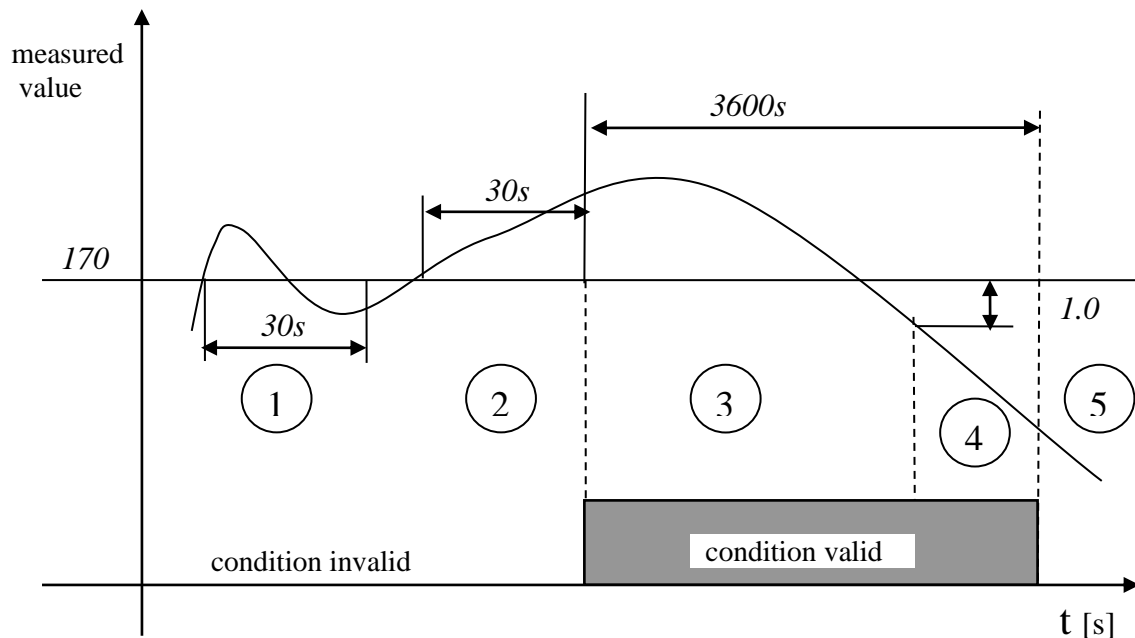 measured
value
3600s
30s
170
30s
1.0
1
2
3
4
5
condition invalid
condition valid
t [s]